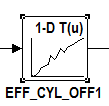 1-D T(u)
EFF_CYL_OFF1